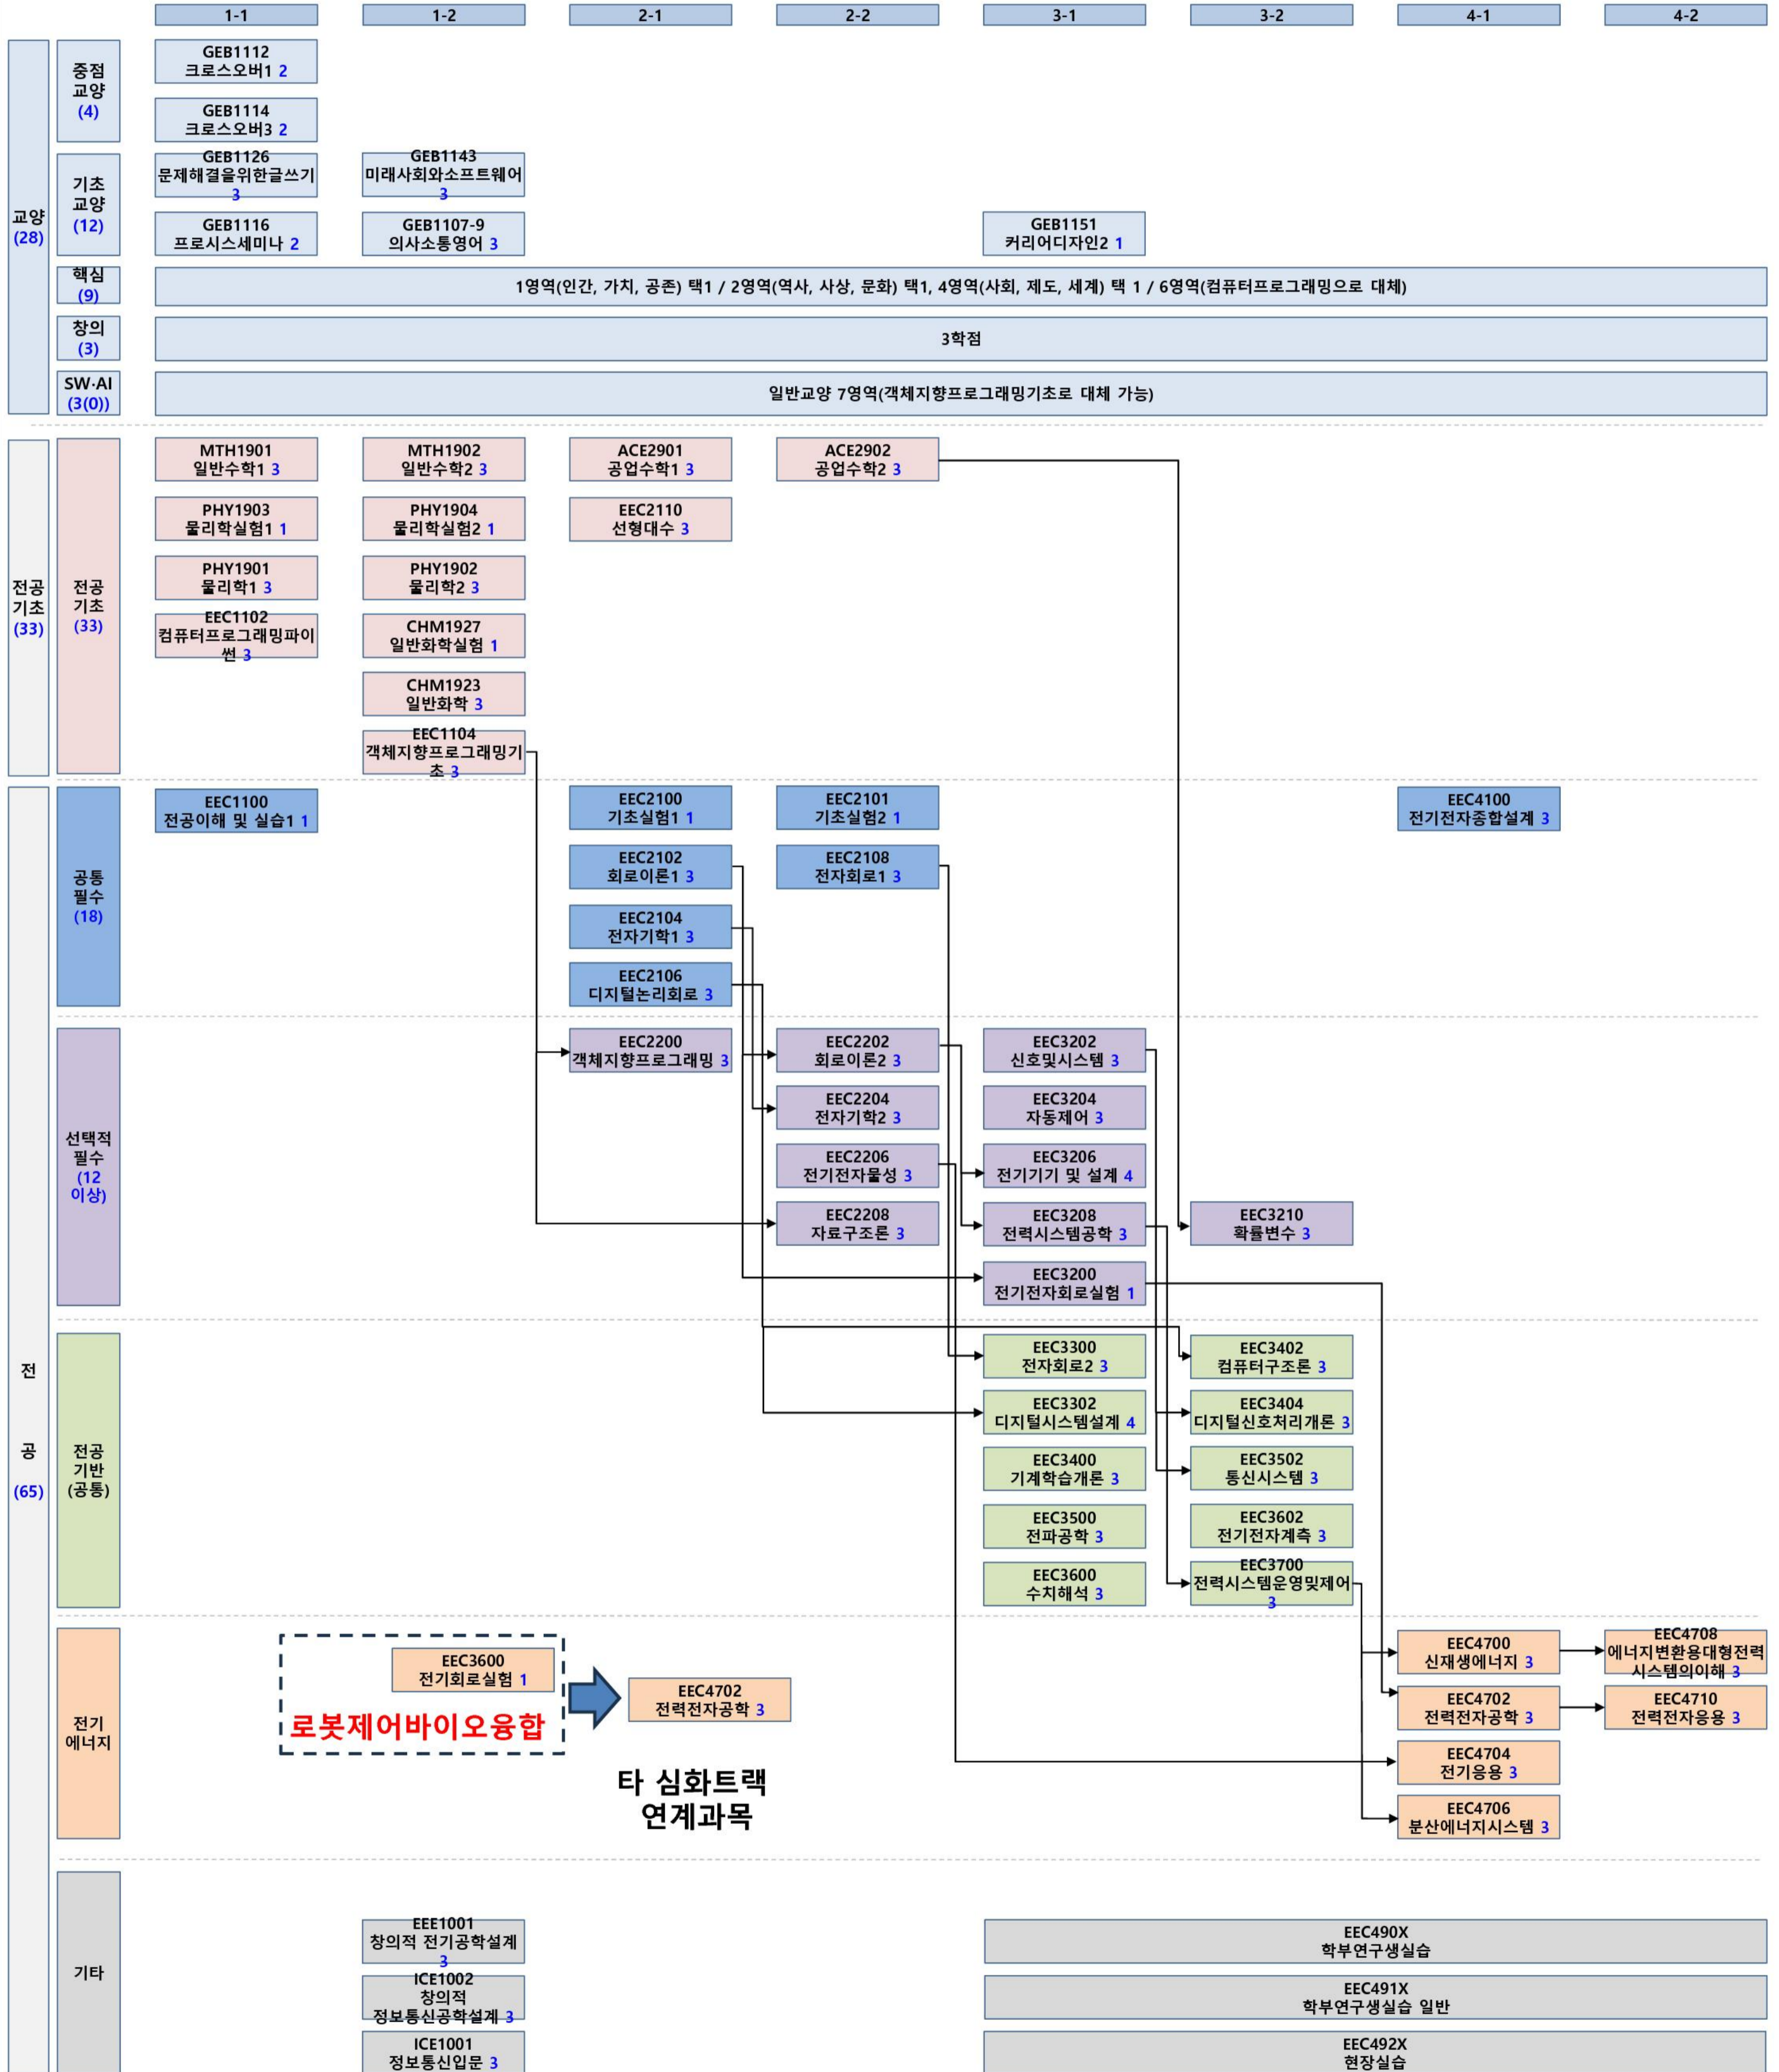 1-1
1-2
2-1
2-2
3-1
3-2
4-1
4-2
교양
(28)
중점
교양
(4)
GEB1112
크로스오버1 2
GEB1114
크로스오버3 2
기초
교양
(12)
GEB1126
문제해결을위한글쓰기
3
GEB1143
미래사회와소프트웨어
3
GEB1116
프로시스세미나 2
GEB1107-9
의사소통영어 3
GEB1151
커리어디자인2 1
핵심
(9)
1영역(인간, 가치, 공존) 택1 / 2영역(역사, 사상, 문화) 택1, 4영역(사회, 제도, 세계) 택 1 / 6영역(컴퓨터프로그래밍으로 대체)
창의
(3)
3학점
SW·AI
(3(0))
일반교양 7영역(객체지향프로그래밍기초로 대체 가능)
전공
기초
(33)
전공
기초
(33)
MTH1901
일반수학1 3
MTH1902
일반수학2 3
ACE2901
공업수학1 3
ACE2902
공업수학2 3
PHY1903
물리학실험1 1
PHY1904
물리학실험2 1
EEC2110
선형대수 3
PHY1901
물리학1 3
PHY1902
물리학2 3
EEC1102
컴퓨터프로그래밍파이
썬 3
CHM1927
일반화학실험 1
CHM1923
일반화학 3
EEC1104
객체지향프로그래밍기
초 3
전
공
(65)
공통
필수
(18)
EEC1100
전공이해 및 실습1 1
EEC2100
기초실험1 1
EEC2101
기초실험2 1
EEC4100
전기전자종합설계 3
EEC2102
회로이론1 3
EEC2108
전자회로1 3
EEC2104
전자기학1 3
EEC2106
디지털논리회로 3
선택적
필수
(12
이상)
EEC2200
객체지향프로그래밍 3
EEC2202
회로이론2 3
EEC3202
신호및시스템 3
EEC2204
전자기학2 3
EEC3204
자동제어 3
EEC2206
전기전자물성 3
EEC3206
전기기기 및 설계 4
EEC2208
자료구조론 3
EEC3208
전력시스템공학 3
EEC3210
확률변수 3
EEC3200
전기전자회로실험 1
전공
기반
(공통)
EEC3300
전자회로2 3
EEC3402
컴퓨터구조론 3
EEC3302
디지털시스템설계 4
EEC3404
디지털신호처리개론 3
EEC3400
기계학습개론 3
EEC3502
통신시스템 3
EEC3500
전파공학 3
EEC3602
전기전자계측 3
EEC3600
수치해석 3
EEC3700
전력시스템운영및제어
3
전기
에너지
EEC3600
전기회로실험 1
로봇제어바이오융합
EEC4702
전력전자공학 3
타 심화트랙
연계과목
EEC4700
신재생에너지 3
EEC4708
에너지변환용대형전력
시스템의이해 3
EEC4702
전력전자공학 3
EEC4710
전력전자응용 3
EEC4704
전기응용 3
EEC4706
분산에너지시스템 3
기타
EEE1001
창의적 전기공학설계
3
EEC490X
학부연구생실습
ICE1002
창의적
정보통신공학설계 3
EEC491X
학부연구생실습 일반
ICE1001
정보통신입문 3
EEC492X
현장실습